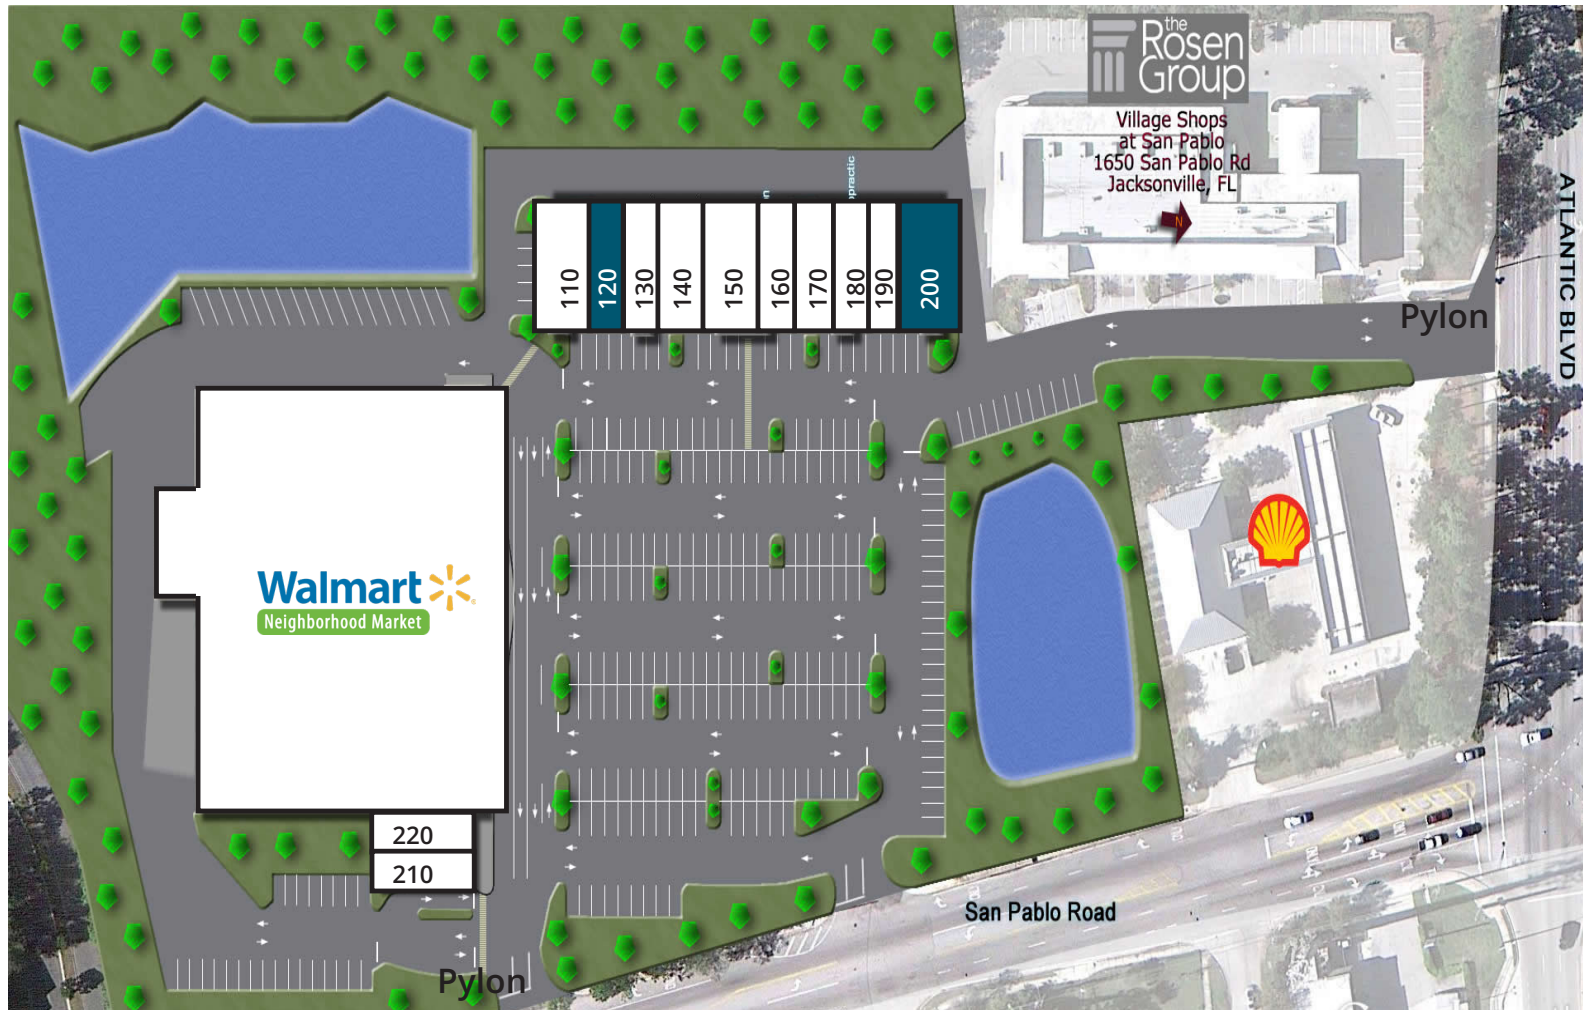 the
Rosen
Group
Village Shops
at San Pablo
1650 San Pablo Rd
Jacksonville, FL
N
ATLANTIC BLVD
practic
110
120
130
140
150
160
170
180
190
200
Pylon
Walmart
Neighborhood Market
220
210
San Pablo Road
Pylon